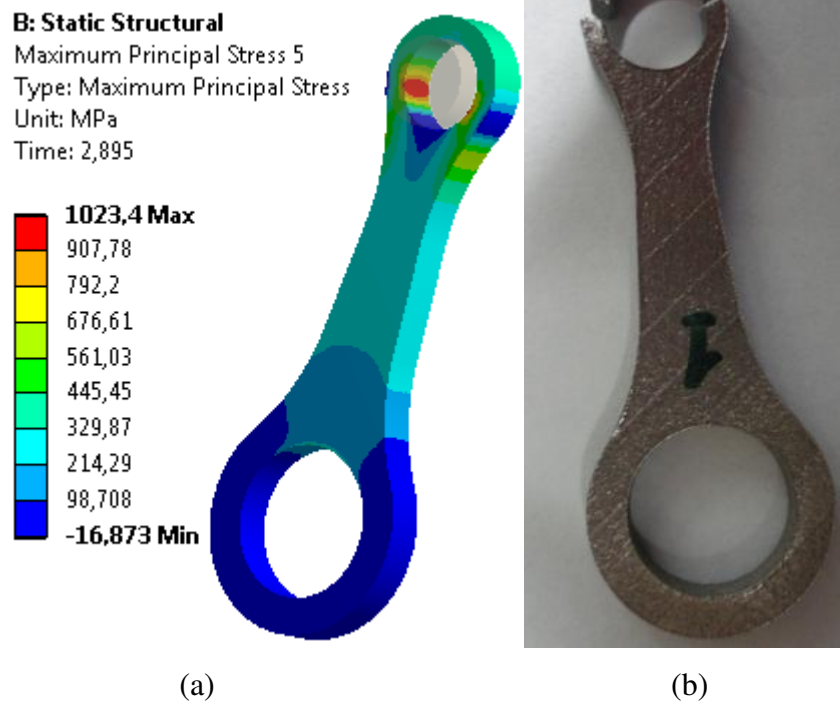 B: Static Structural
Maximum Principal Stress 5
Type: Maximum Principal Stress
Unit: MPa
Time: 2,895
1023,4 Max
907,78
792,2
676,61
561,03
445,45
329,87
214,29
98,708
-16,873 Min
1
(a)
(b)